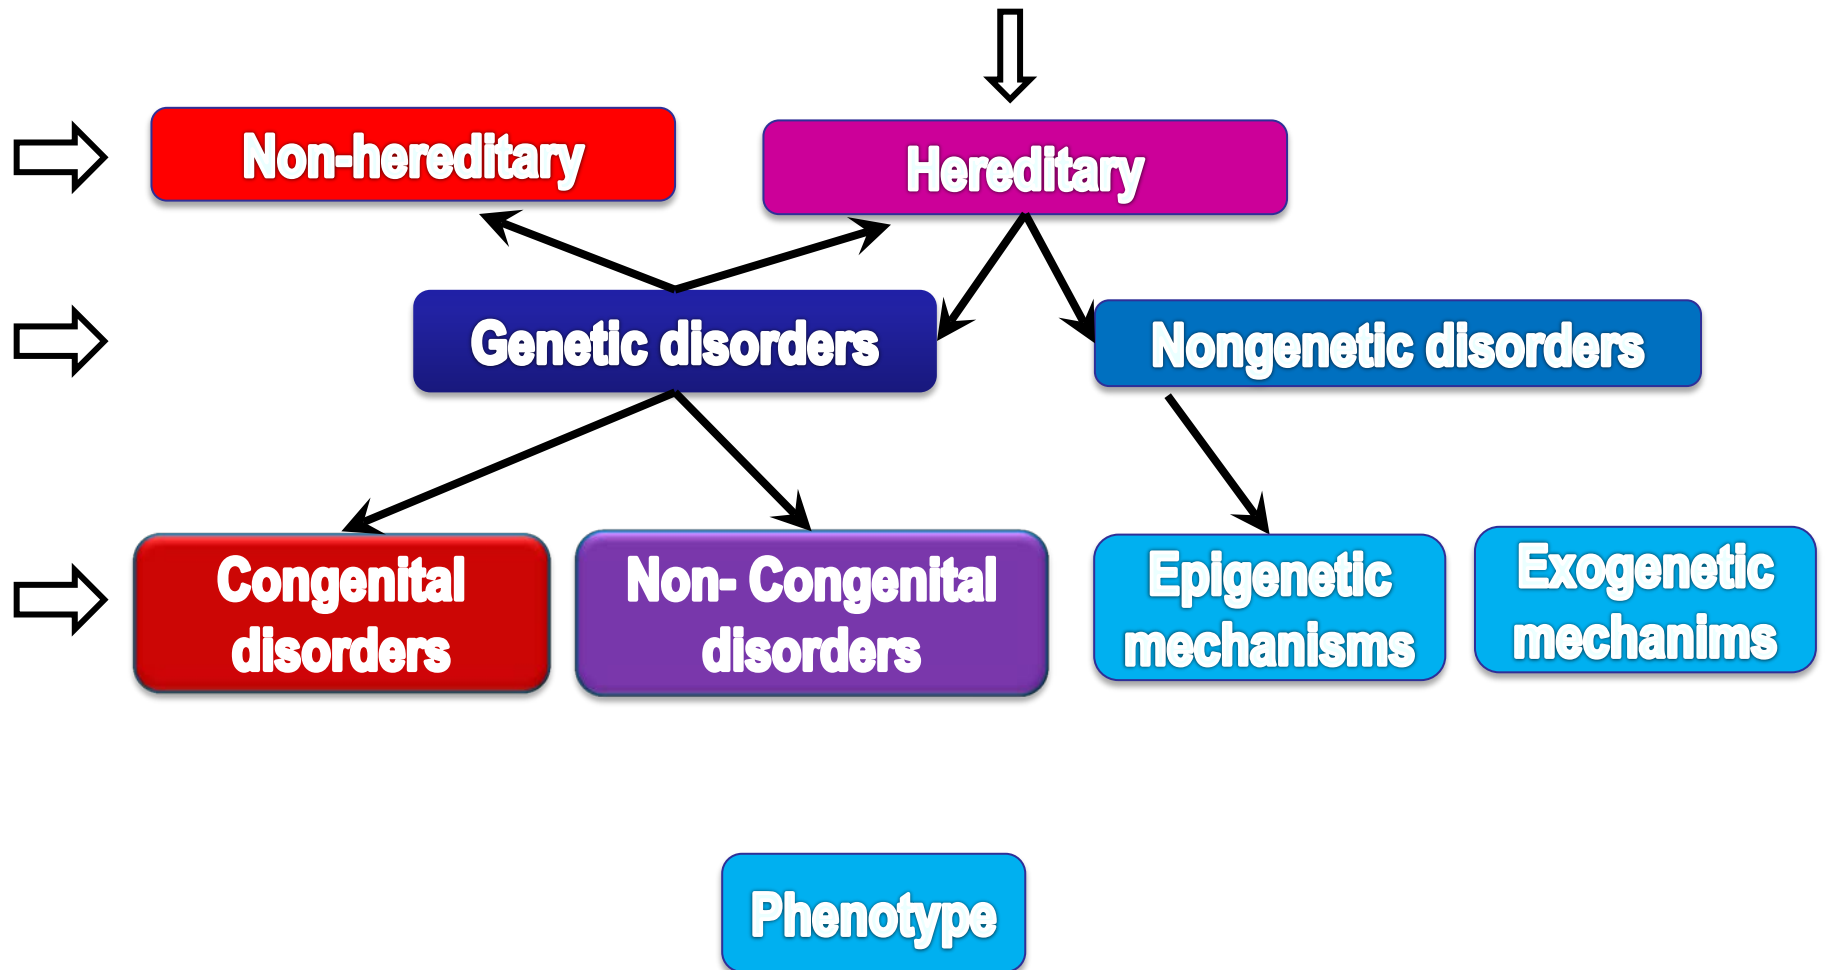 Non-hereditary
Hereditary
Genetic disorders
Nongenetic disorders
Congenital
disorders
Non- Congenital
disorders
Epigenetic
mechanisms
Exogenetic
mechanims
Phenotype